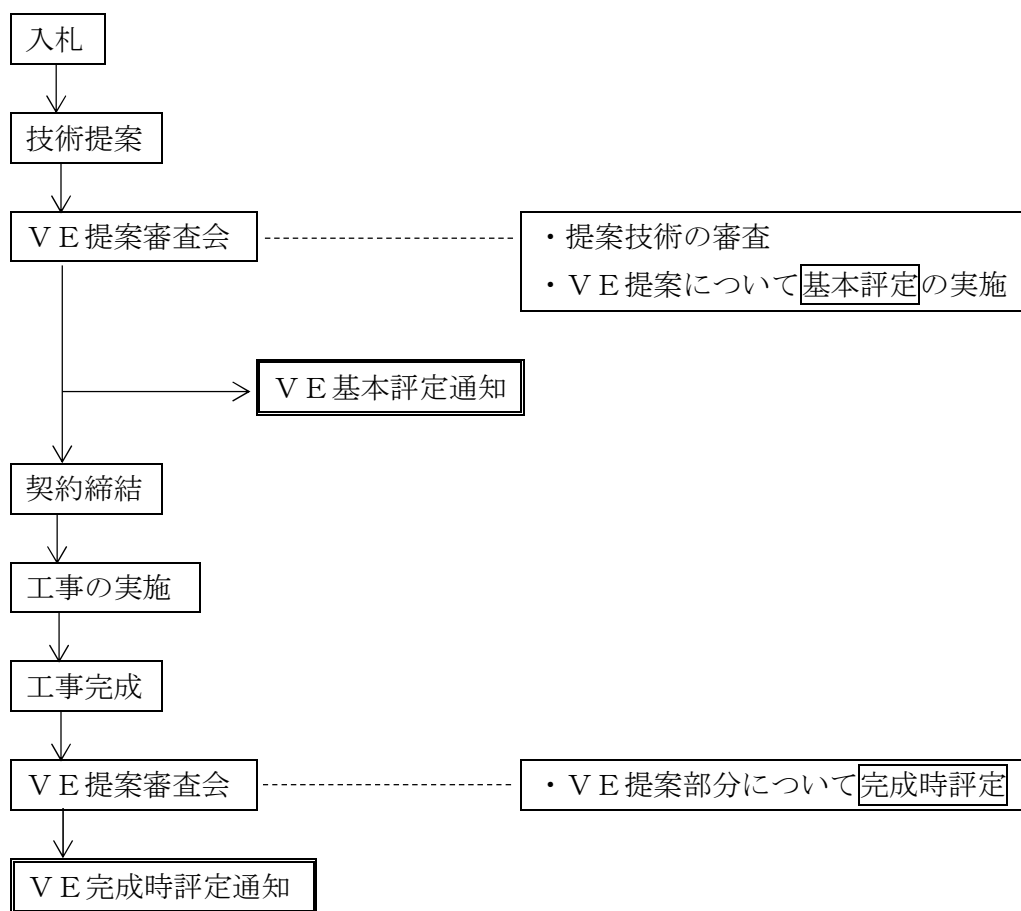 入札
技術提案
ＶＥ提案審査会
・提案技術の審査
・ＶＥ提案について基本評定の実施
ＶＥ基本評定通知
契約締結
工事の実施
工事完成
ＶＥ提案審査会
・ＶＥ提案部分について完成時評定
ＶＥ完成時評定通知